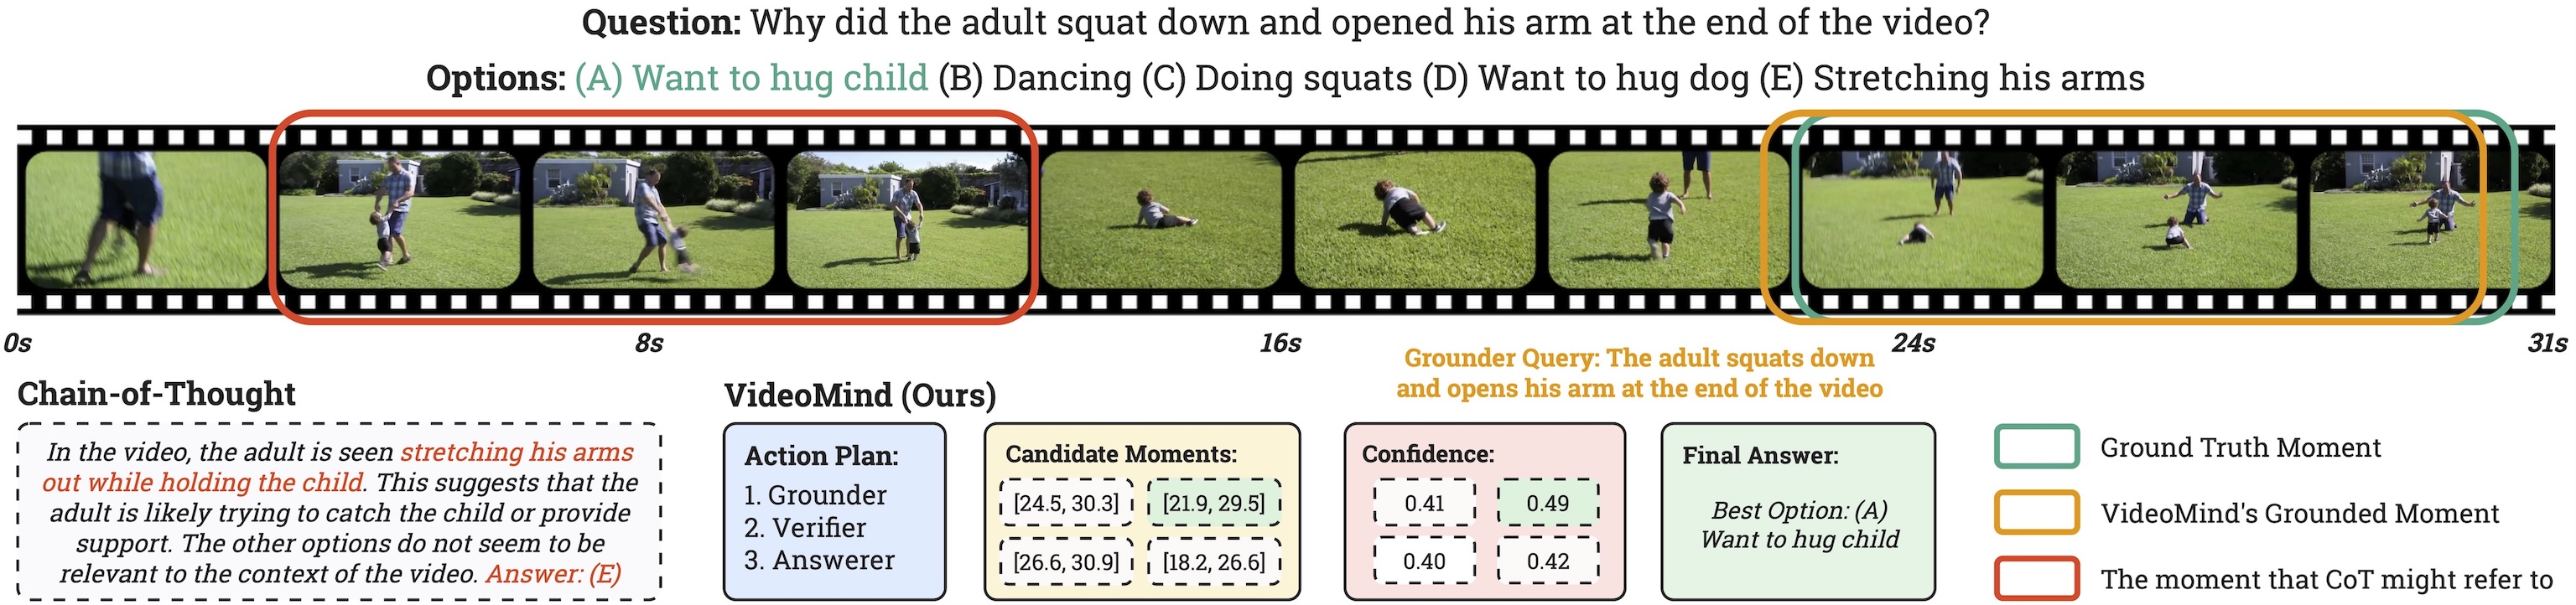 Question: Why did the adult squat down and opened his arm at the end of the video?
Options: (A) Want to hug child (B) Dancing (C) Doing squats (D) Want to hug dog (E) Stretching his arms
0s
8s
16s
24s
31s
Grounder Query: The adult squats down
and opens his arm at the end of the video
Chain-of-Thought
In the video, the adult is seen stretching his arms
out while holding the child. This suggests that the
adult is likely trying to catch the child or provide
support. The other options do not seem to be
relevant to the context of the video. Answer: (E)
VideoMind (Ours)
Action Plan:
1. Grounder
2. Verifier
3. Answerer
Candidate Moments:
[24.5, 30.3] [21.9, 29.5]
[26.6, 30.9] [18.2, 26.6]
Confidence:
0.41 0.49
0.40 0.42
Final Answer:
Best Option: (A)
Want to hug child
Ground Truth Moment
VideoMind's Grounded Moment
The moment that CoT might refer to